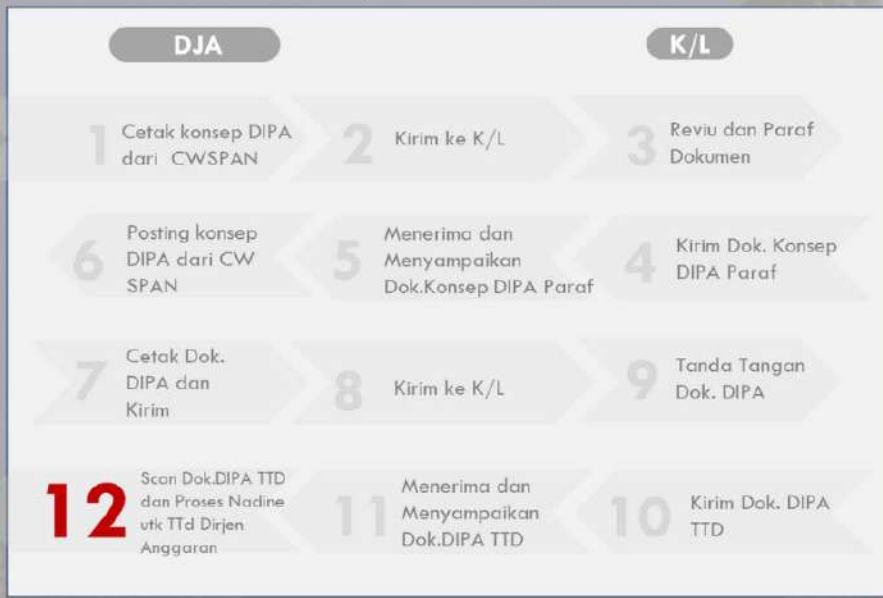 DJA
K/L
1
Cetak konsep DIPA
dari CWSPAN
2
Kirim ke K/L
3
Reviu dan Paraf
Dokumen
6
Posting konsep
DIPA dari CW
SPAN
5
Menerima dan
Menyampaikan
Dok.Konsep DIPA Paraf
4
Kirim Dok. Konsep
DIPA Paraf
7
Cetak Dok.
DIPA dan
Kirim
8
Kirim ke K/L
9
Tanda Tangan
Dok. DIPA
12
Scan Dok.DIPA TTD
dan Proses Nadine
utk TTd Dirjen
Anggaran
11
Menerima dan
Menyampaikan
Dok.DIPA TTD
10
Kirim Dok. DIPA
TTD